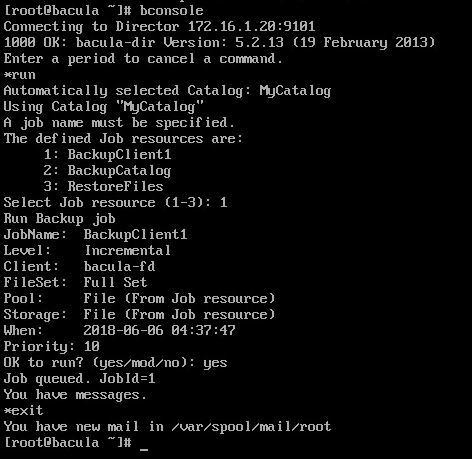 [root@bacula ~]# bconsole
Connecting to Director 172.16.1.20:9101
1000 OK: bacula-dir Version: 5.2.13 (19 February 2013)
Enter a period to cancel a command.
*run
Automatically selected Catalog: MyCatalog
Using Catalog "MyCatalog"
A job name must be specified.
The defined Job resources are:
     1: BackupClient1
     2: BackupCatalog
     3: RestoreFiles
Select Job resource (1-3): 1
Run Backup job
JobName:  BackupClient1
Level:    Incremental
Client:   bacula-fd
FileSet:  Full Set
Pool:     File (From Job resource)
Storage:  File (From Job resource)
When:     2018-06-06 04:37:47
Priority: 10
OK to run? (yes/mod/no): yes
Job queued. JobId=1
You have messages.
*exit
You have new mail in /var/spool/mail/root
[root@bacula ~]# _